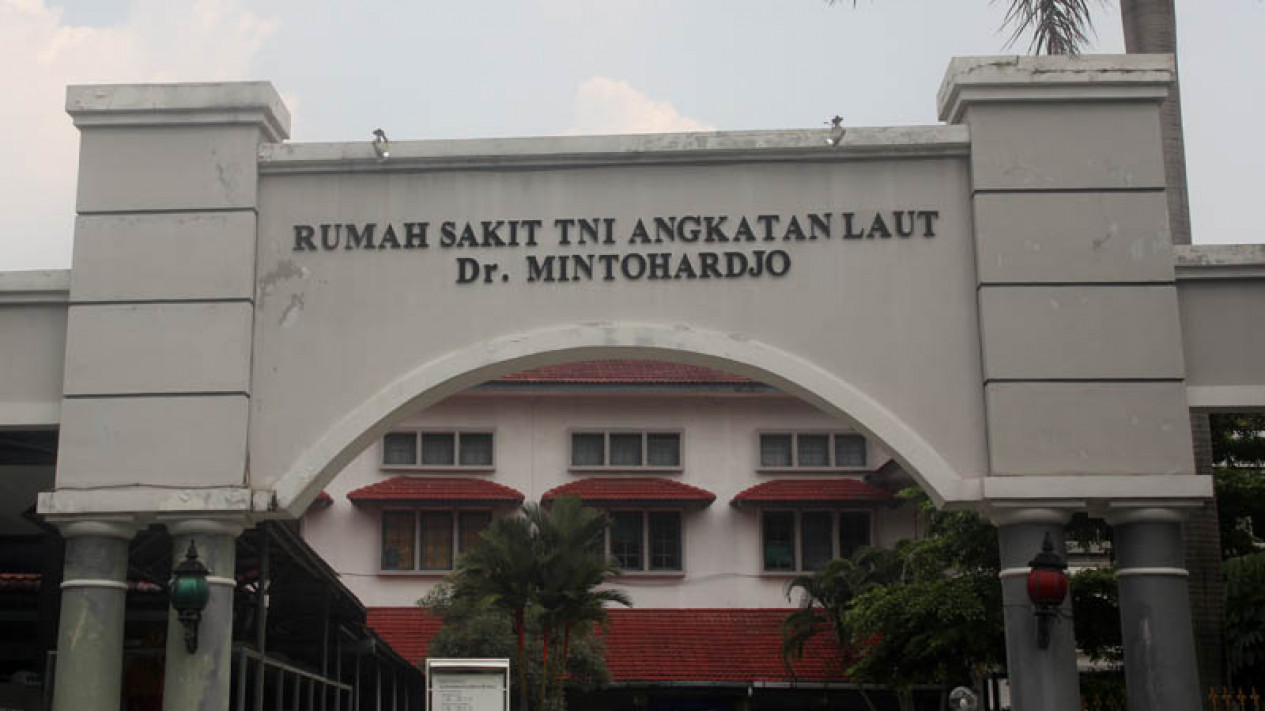 RUMAH SAKIT TNI ANGKATAN LAUT
Dr. MINTOHARDJO